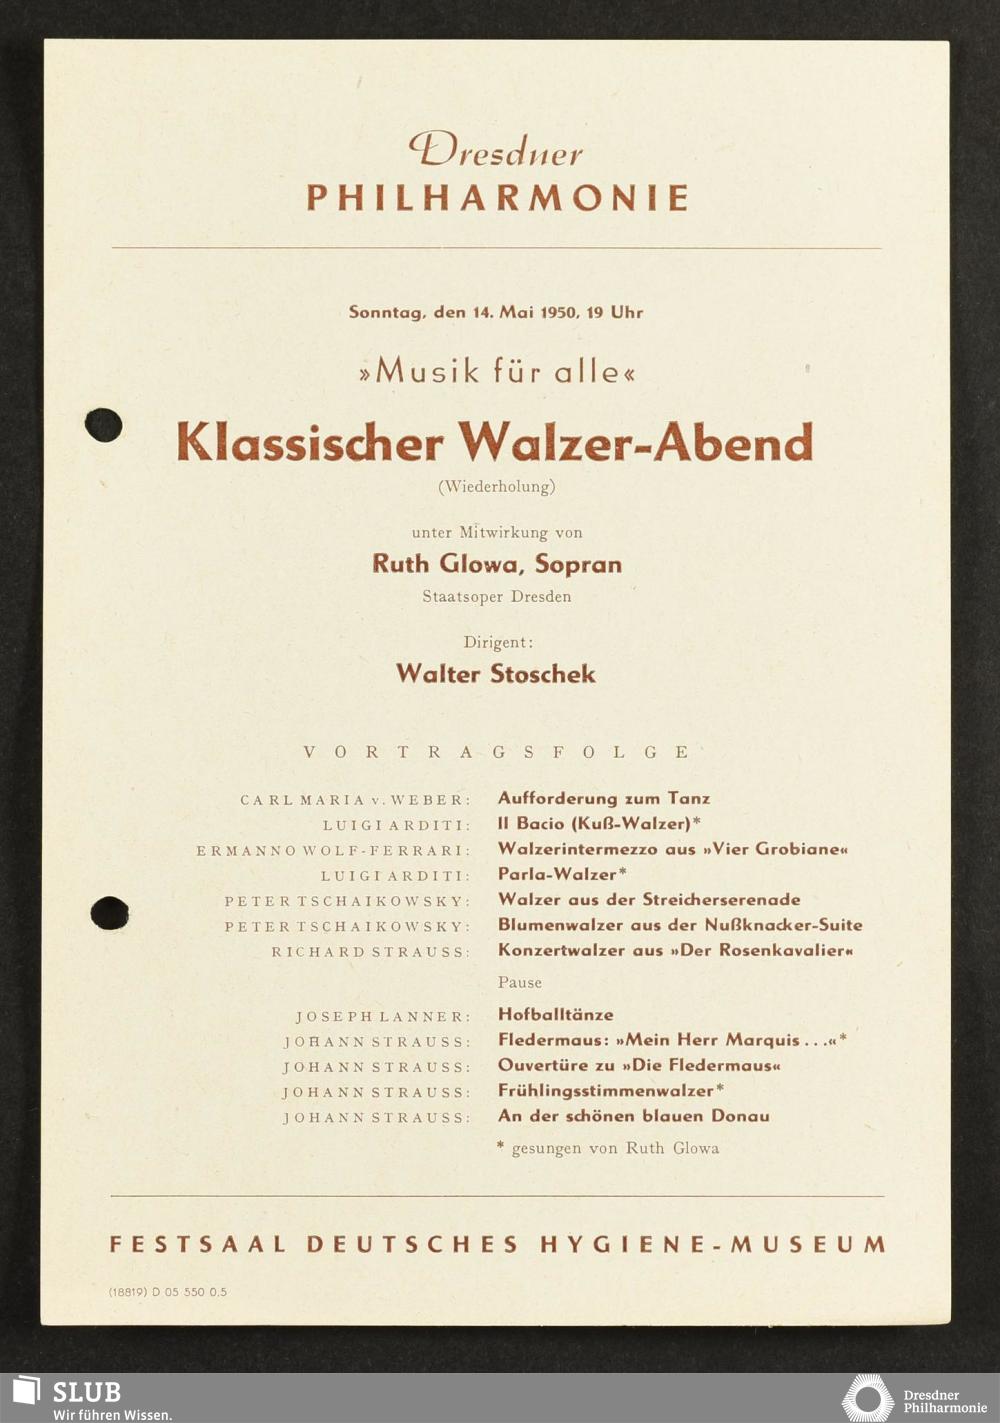 Dresdner
PHILHARMONIE
Sonntag, den 14. Mai 1950, 19 Uhr
»Musik für alle«
Klassischer Walzer-Abend
(Wiederholung)
unter Mitwirkung von
Ruth Glowa, Sopran
Staatsoper Dresden
Dirigent:
Walter Stoschek
VORTRAGSFOLGE
CARL MARIA v. WEBER: Aufforderung zum Tanz
LUIGI ARDITI: Il Bacio (Kuß-Walzer)*
ERMANNO WOLF-FERRARI: Walzerintermezzo aus »Vier Grobiane«
LUIGI ARDITI: Parla-Walzer*
PETER TSCHAIKOWSKY: Walzer aus der Streicherserenade
PETER TSCHAIKOWSKY: Blumenwalzer aus der Nußknacker-Suite
RICHARD STRAUSS: Konzertwalzer aus »Der Rosenkavalier«
Pause
JOSEPH LANNER: Hofballtänze
JOHANN STRAUSS: Fledermaus: »Mein Herr Marquis...«*
JOHANN STRAUSS: Ouvertüre zu »Die Fledermaus«
JOHANN STRAUSS: Frühlingsstimmenwalzer*
JOHANN STRAUSS: An der schönen blauen Donau
* gesungen von Ruth Glowa
FESTSAAL DEUTSCHES HYGIENE-MUSEUM
(18819) D 05 550 0,5
SLUB
Wir führen Wissen.
Dresdner
Philharmonie